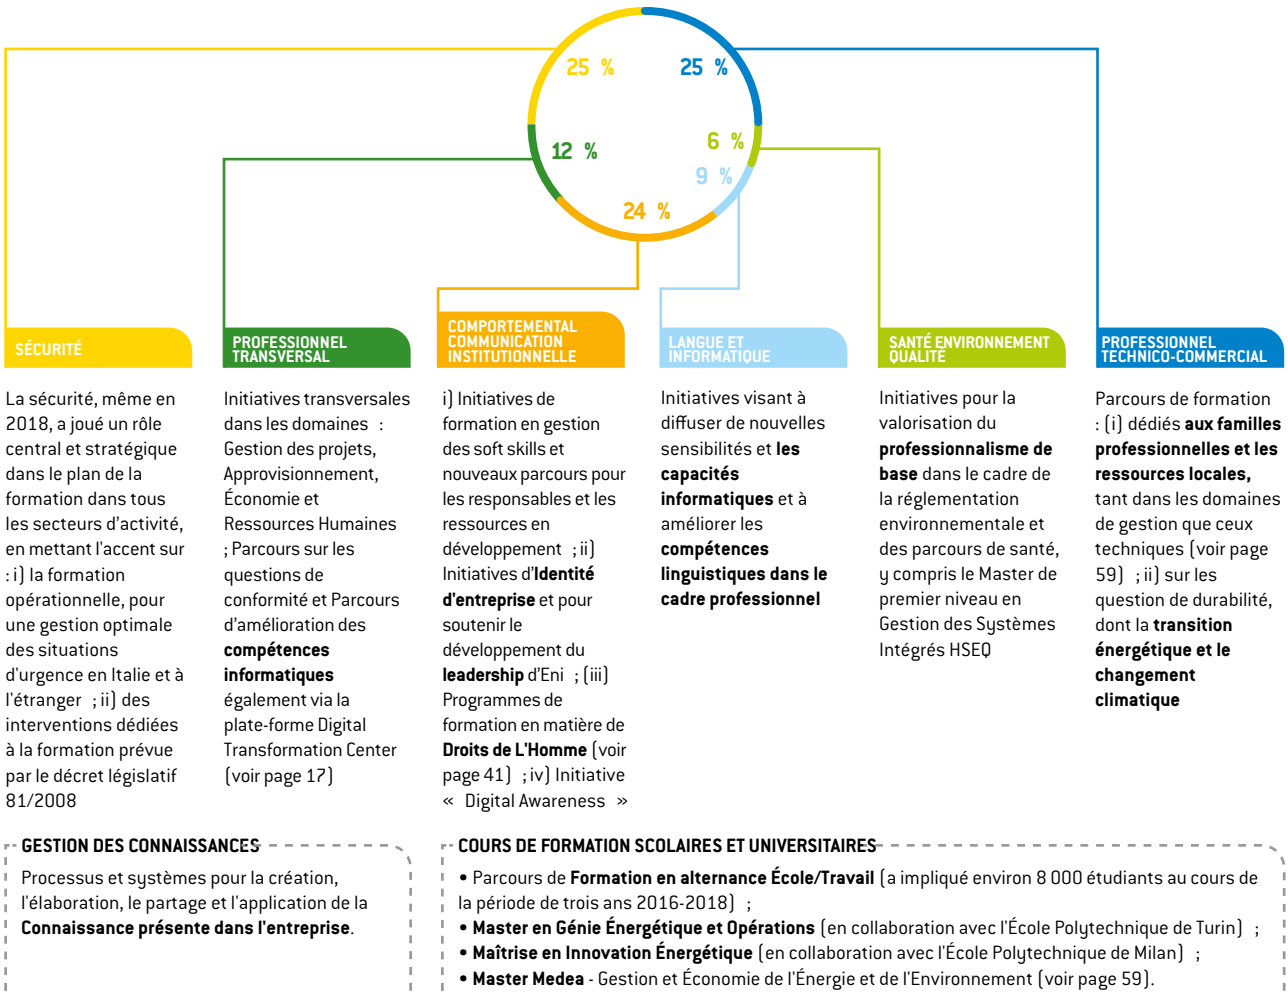 25 %
25 %
12 %
6 %
9 %
24 %
SÉCURITÉ
La sécurité, même en
2018, a joué un rôle
central et stratégique
dans le plan de la
formation dans tous
les secteurs d'activité,
en mettant l'accent sur
: i) la formation
opérationnelle, pour
une gestion optimale
des situations
d'urgence en Italie et à
l'étranger ; ii) des
interventions dédiées
à la formation prévue
par le décret législatif
81/2008
PROFESSIONNEL
TRANSVERSAL
Initiatives transversales
dans les domaines :
Gestion des projets,
Approvisionnement,
Économie et
Ressources Humaines
; Parcours sur les
questions de
conformité et Parcours
d'amélioration des
compétences
informatiques
également via la
plate-forme Digital
Transformation Center
(voir page 17)
COMPORTEMENTAL
COMMUNICATION
INSTITUTIONNELLE
i) Initiatives de
formation en gestion
des soft skills et
nouveaux parcours pour
les responsables et les
ressources en
développement ; ii)
Initiatives d'Identité
d'entreprise et pour
soutenir le
développement du
leadership d'Eni ; (iii)
Programmes de
formation en matière de
Droits de L'Homme (voir
page 41) ; iv) Initiative
« Digital Awareness »
LANGUE ET
INFORMATIQUE
Initiatives visant à
diffuser de nouvelles
sensibilités et les
capacités
informatiques et à
améliorer les
compétences
linguistiques dans le
cadre professionnel
SANTÉ ENVIRONNEMENT
QUALITÉ
Initiatives pour la
valorisation du
professionnalisme de
base dans le cadre de
la réglementation
environnementale et
des parcours de santé,
y compris le Master de
premier niveau en
Gestion des Systèmes
Intégrés HSEQ
PROFESSIONNEL
TECHNICO-COMMERCIAL
Parcours de formation
: (i) dédiés aux familles
professionnelles et les
ressources locales,
tant dans les domaines
de gestion que ceux
techniques (voir page
59) ; ii) sur les
question de durabilité,
dont la transition
énergétique et le
changement
climatique
GESTION DES CONNAISSANCES
Processus et systèmes pour la création,
l'élaboration, le partage et l'application de la
Connaissance présente dans l'entreprise.
COURS DE FORMATION SCOLAIRES ET UNIVERSITAIRES
• Parcours de Formation en alternance École/Travail (a impliqué environ 8 000 étudiants au cours de
la période de trois ans 2016-2018) ;
• Master en Génie Énergétique et Opérations (en collaboration avec l'École Polytechnique de Turin) ;
• Maîtrise en Innovation Énergétique (en collaboration avec l'École Polytechnique de Milan) ;
• Master Medea - Gestion et Économie de l'Énergie et de l'Environnement (voir page 59).